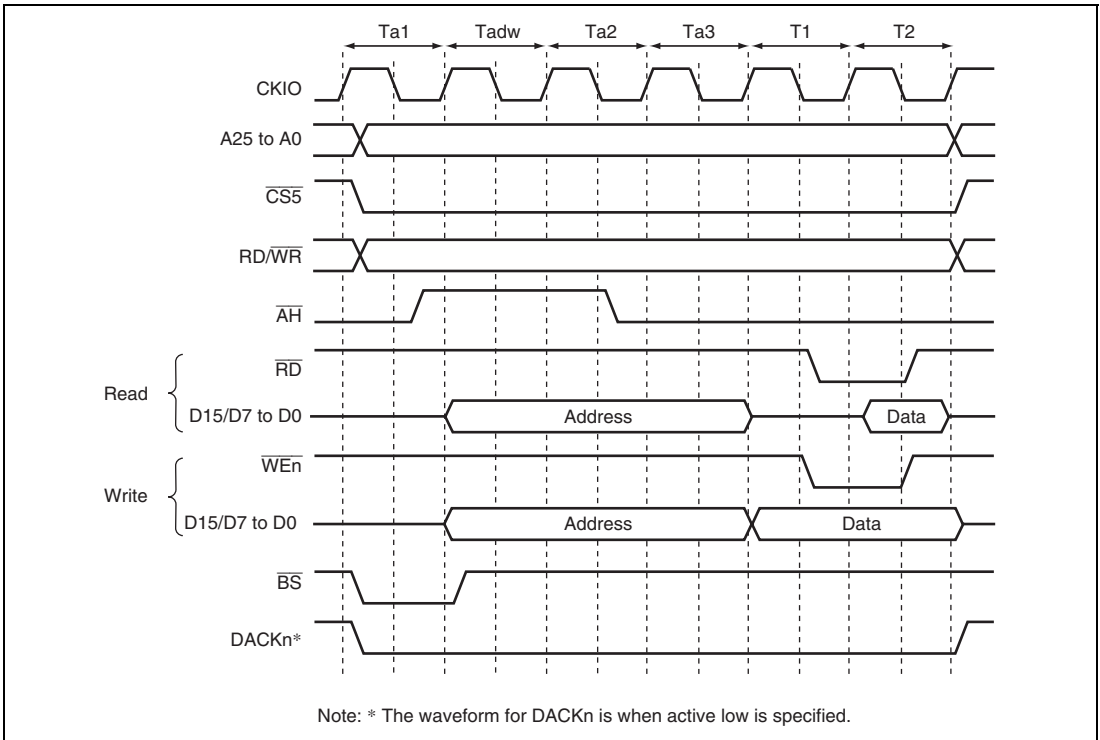 Ta1 Tadw Ta2 Ta3 T1 T2
CKIO
A25 to A0
CS5
RD/WR
AH
RD
Read
D15/D7 to D0 Address Data
WEn
Write
D15/D7 to D0 Address Data
BS
DACKn*
Note: * The waveform for DACKn is when active low is specified.